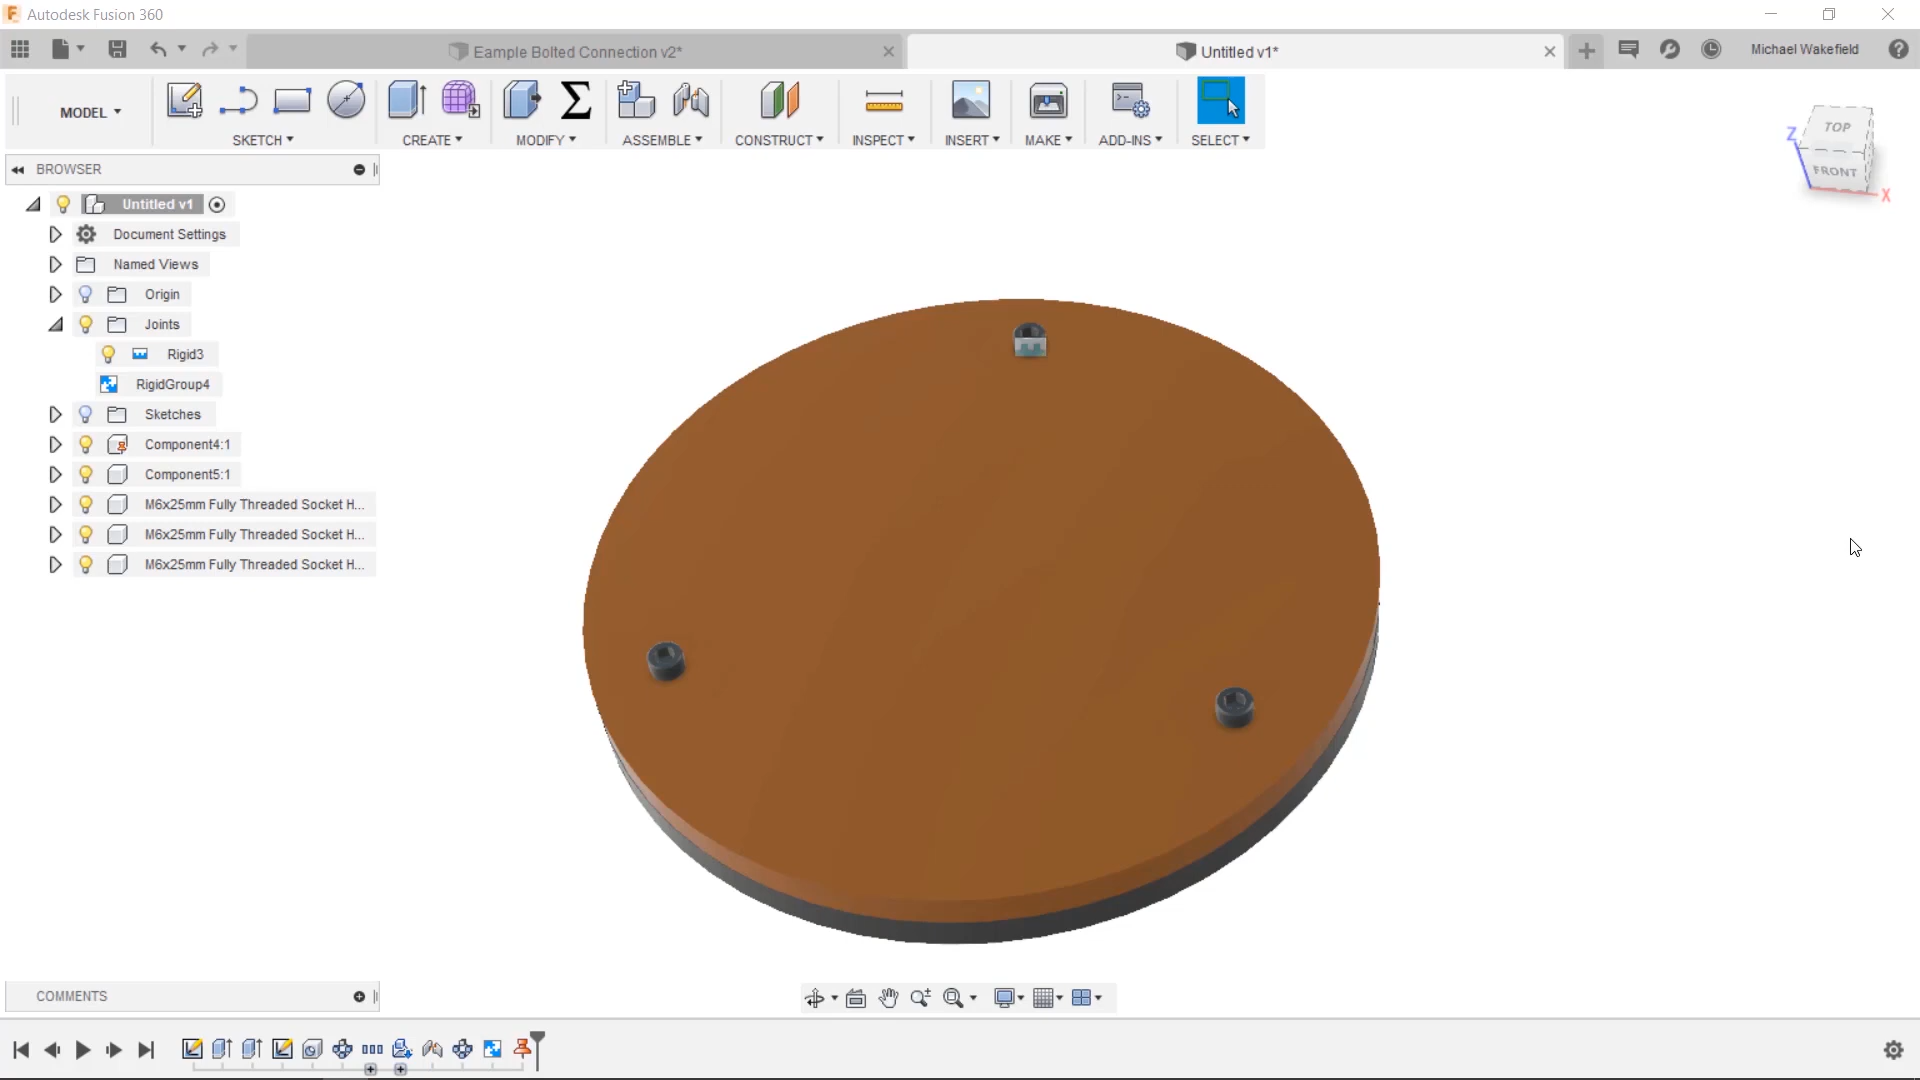 Autodesk Fusion 360
Eample Bolted Connection v2*
Untitled v1*
Michael Wakefield
MODEL
SKETCH
CREATE
MODIFY
ASSEMBLE
CONSTRUCT
INSPECT
INSERT
MAKE
ADD-INS
SELECT
TOP
FRONT
Z
X
BROWSER
Untitled v1
Document Settings
Named Views
Origin
Joints
Rigid3
RigidGroup4
Sketches
Component4:1
Component5:1
M6x25mm Fully Threaded Socket H...
M6x25mm Fully Threaded Socket H...
M6x25mm Fully Threaded Socket H...
COMMENTS